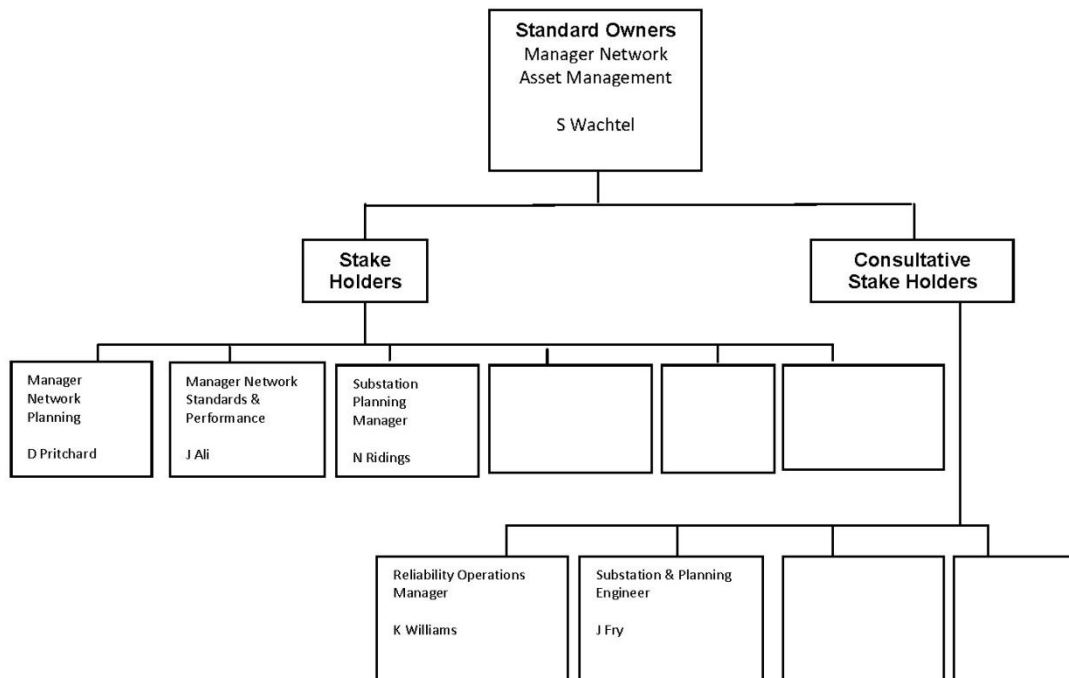 Standard Owners
Manager Network
Asset Management
S Wachtel
Stake
Holders
Consultative
Stake Holders
Manager
Network
Planning
D Pritchard
Manager Network
Standards &
Performance
J Ali
Substation
Planning
Manager
N Ridings
Reliability Operations
Manager
K Williams
Substation & Planning
Engineer
J Fry